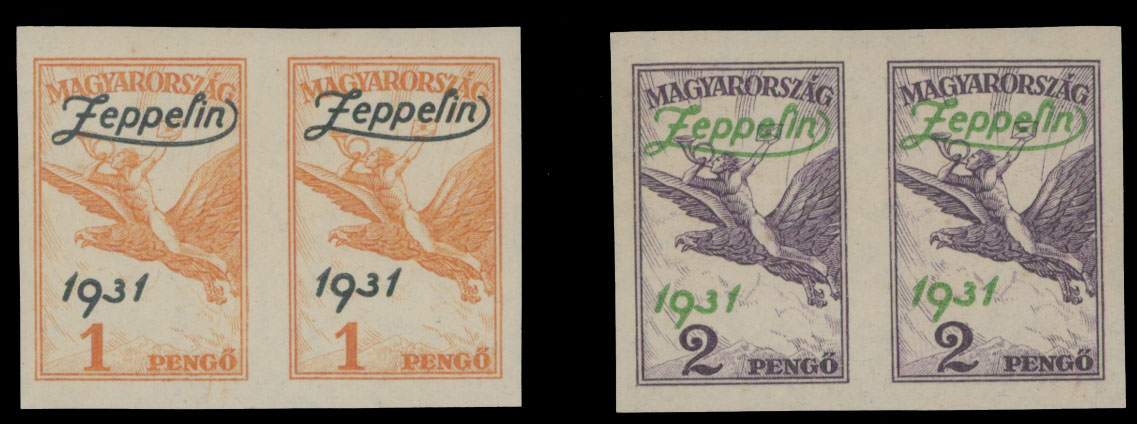 MAGYARORSZÁG
Zeppelin
1931
1 PENGŐ
MAGYARORSZÁG
Zeppelin
1931
1 PENGŐ
MAGYARORSZÁG
Zeppelin
1931
2 PENGŐ
MAGYARORSZÁG
Zeppelin
1931
2 PENGŐ